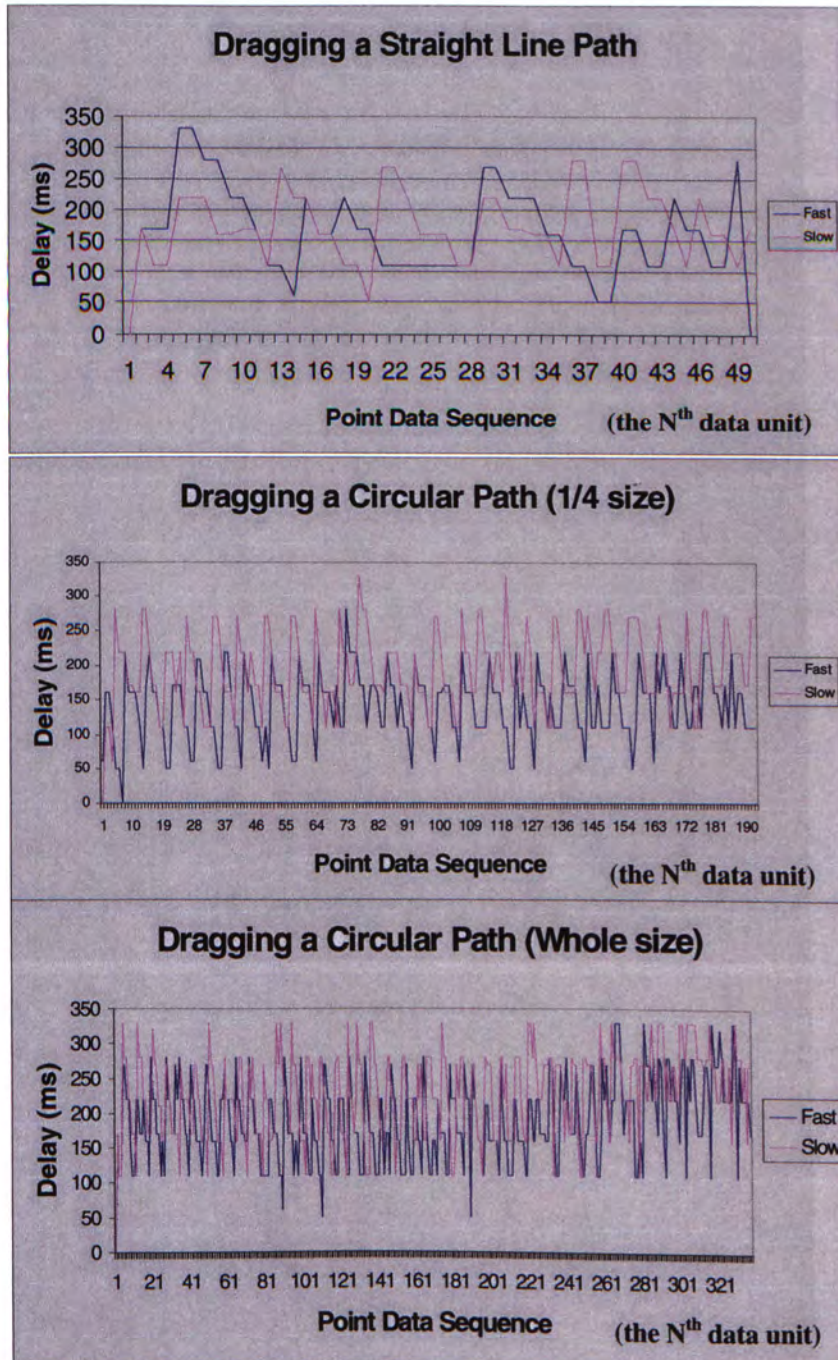 Dragging a Straight Line Path
350
300
250
200
150
100
50
0
Delay (ms)
Fast
Slow
1 4 7 10 13 16 19 22 25 28 31 34 37 40 43 46 49
Point Data Sequence (the Nth data unit)
Dragging a Circular Path (1/4 size)
350
300
250
200
150
100
50
0
Delay (ms)
Fast
Slow
1 10 19 28 37 46 55 64 73 82 91 100 109 118 127 136 145 154 163 172 181 190
Point Data Sequence (the Nth data unit)
Dragging a Circular Path (Whole size)
350
300
250
200
150
100
50
0
Delay (ms)
Fast
Slow
1 21 41 61 81 101 121 141 161 181 201 221 241 261 281 301 321
Point Data Sequence (the Nth data unit)